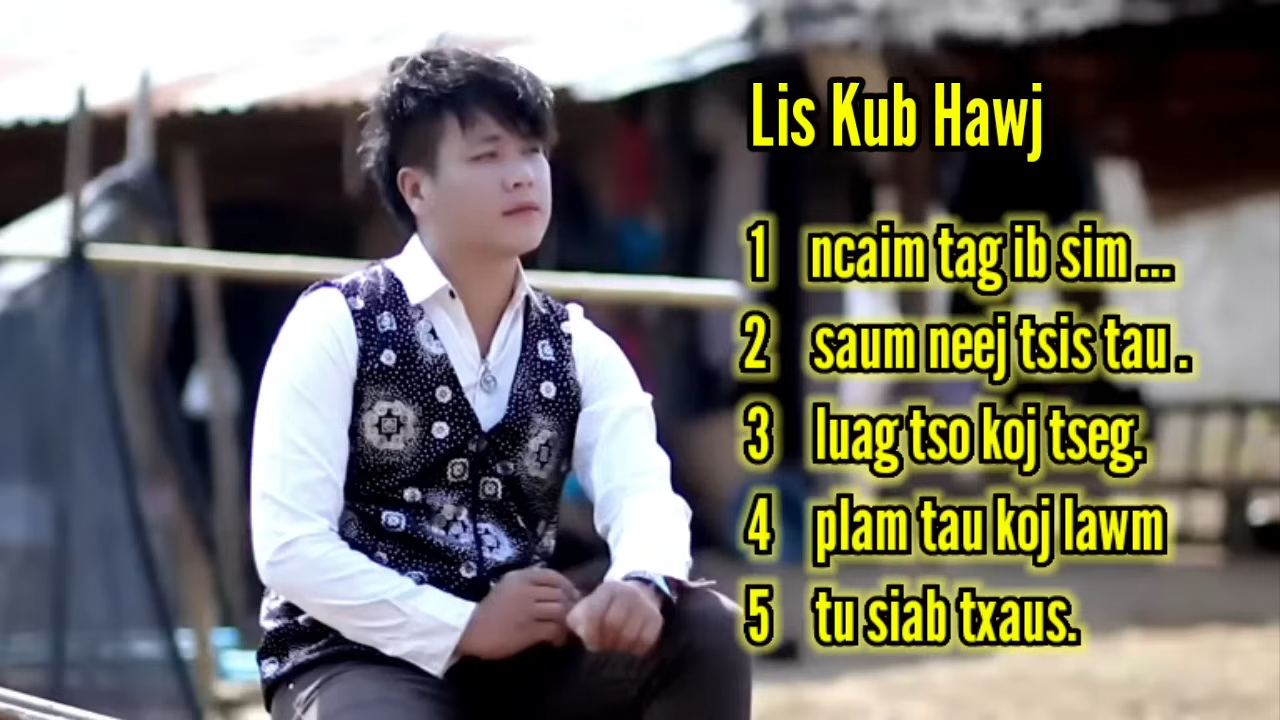 Lis Kub Hawj
1 ncaim tag ib sim ...
2 saum neej tsis tau .
3 luag tso koj tseg.
4 plam tau koj lawm
5 tu siab txaus.